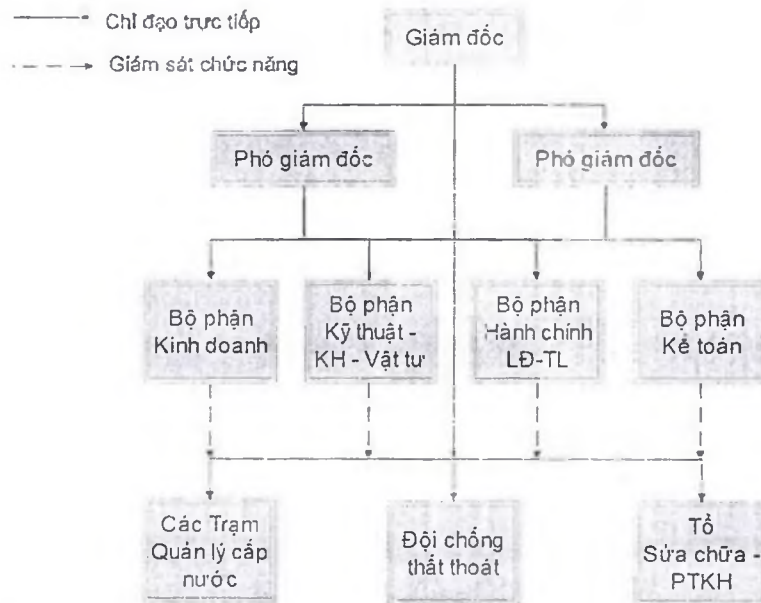 Chỉ đạo trực tiếp
Giám sát chức năng
Giám đốc
Phó giám đốc
Phó giám đốc
Bộ phận
Kinh doanh
Bộ phận
Kỹ thuật -
KH - Vật tư
Bộ phận
Hành chính
LĐ-TL
Bộ phận
Kế toán
Các Trạm
Quản lý cấp
nước
Đội chống
thất thoát
Tổ
Sửa chữa -
PTKH